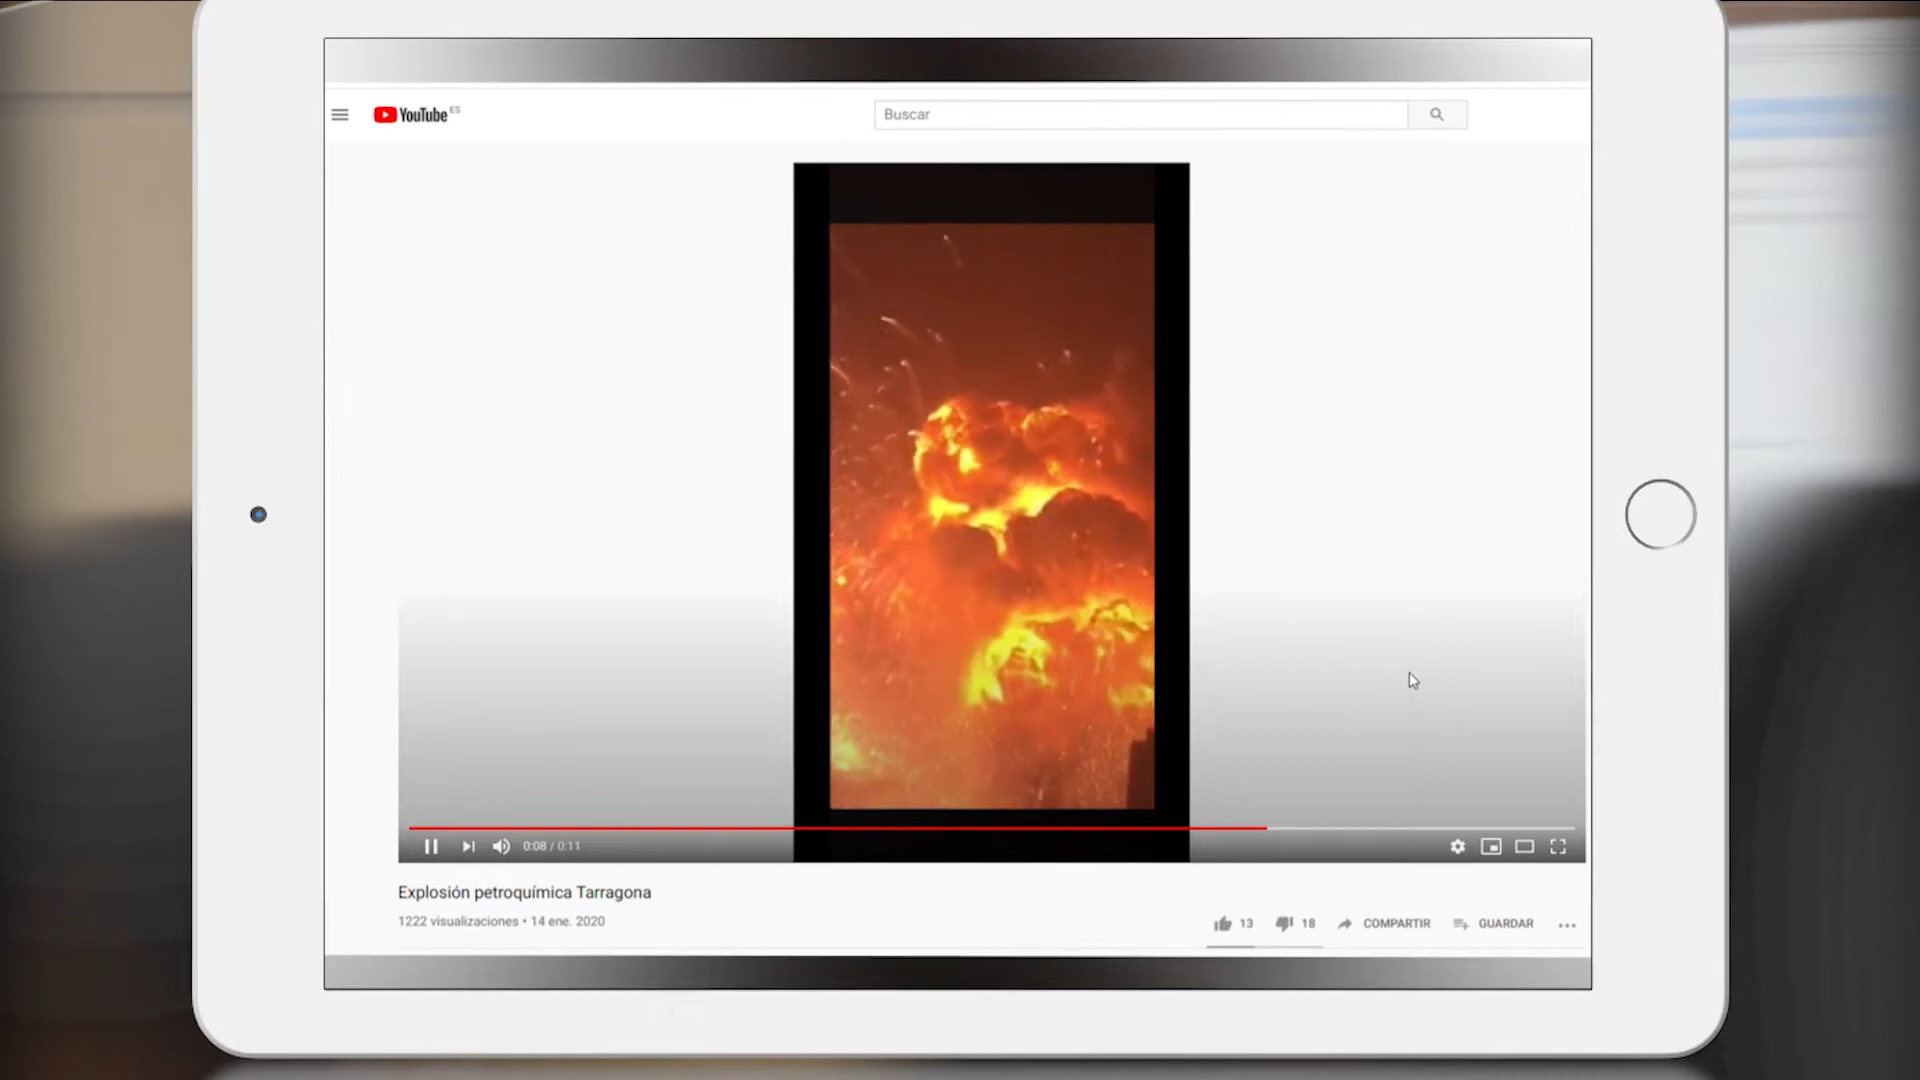 YouTube ES
Buscar
0:08 / 0:11
Explosión petroquímica Tarragona
1222 visualizaciones • 14 ene. 2020
13
18
COMPARTIR
GUARDAR